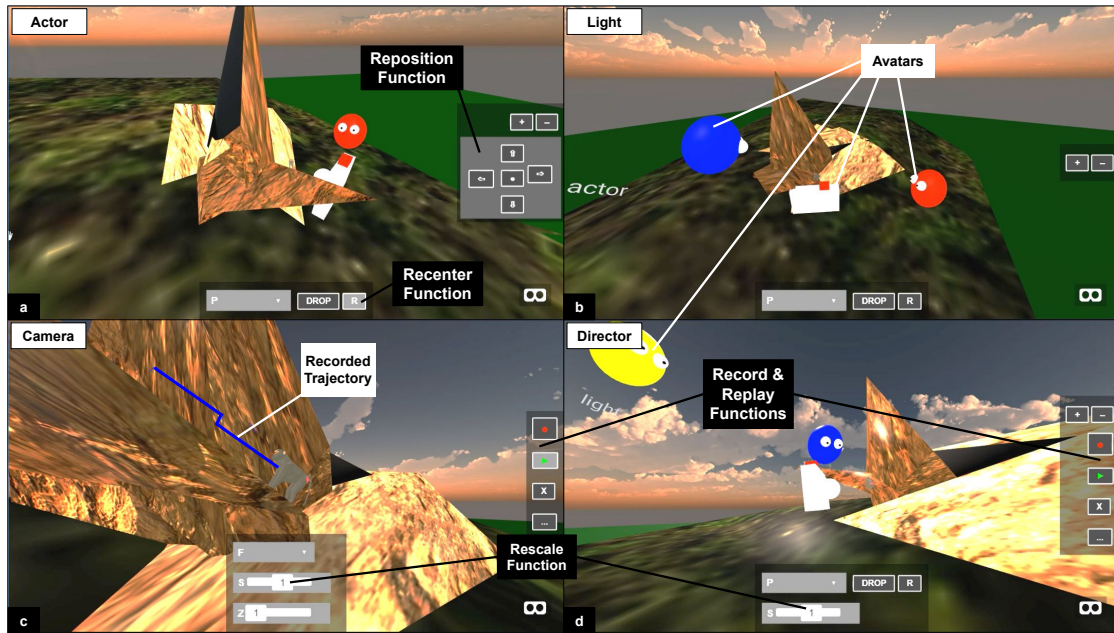 Actor
Reposition
Function
+ –
⇧
⇦ ● ⇨
⇩
Recenter
Function
P ▼ DROP R
a
Light
Avatars
+ –
actor
P ▼ DROP R
b
Camera
Recorded
Trajectory
X
...
F ▼
S 1
Z 1
c
Director
light
Record &
Replay
Functions
+ –
X
...
Rescale
Function
P ▼ DROP R
S 1
d